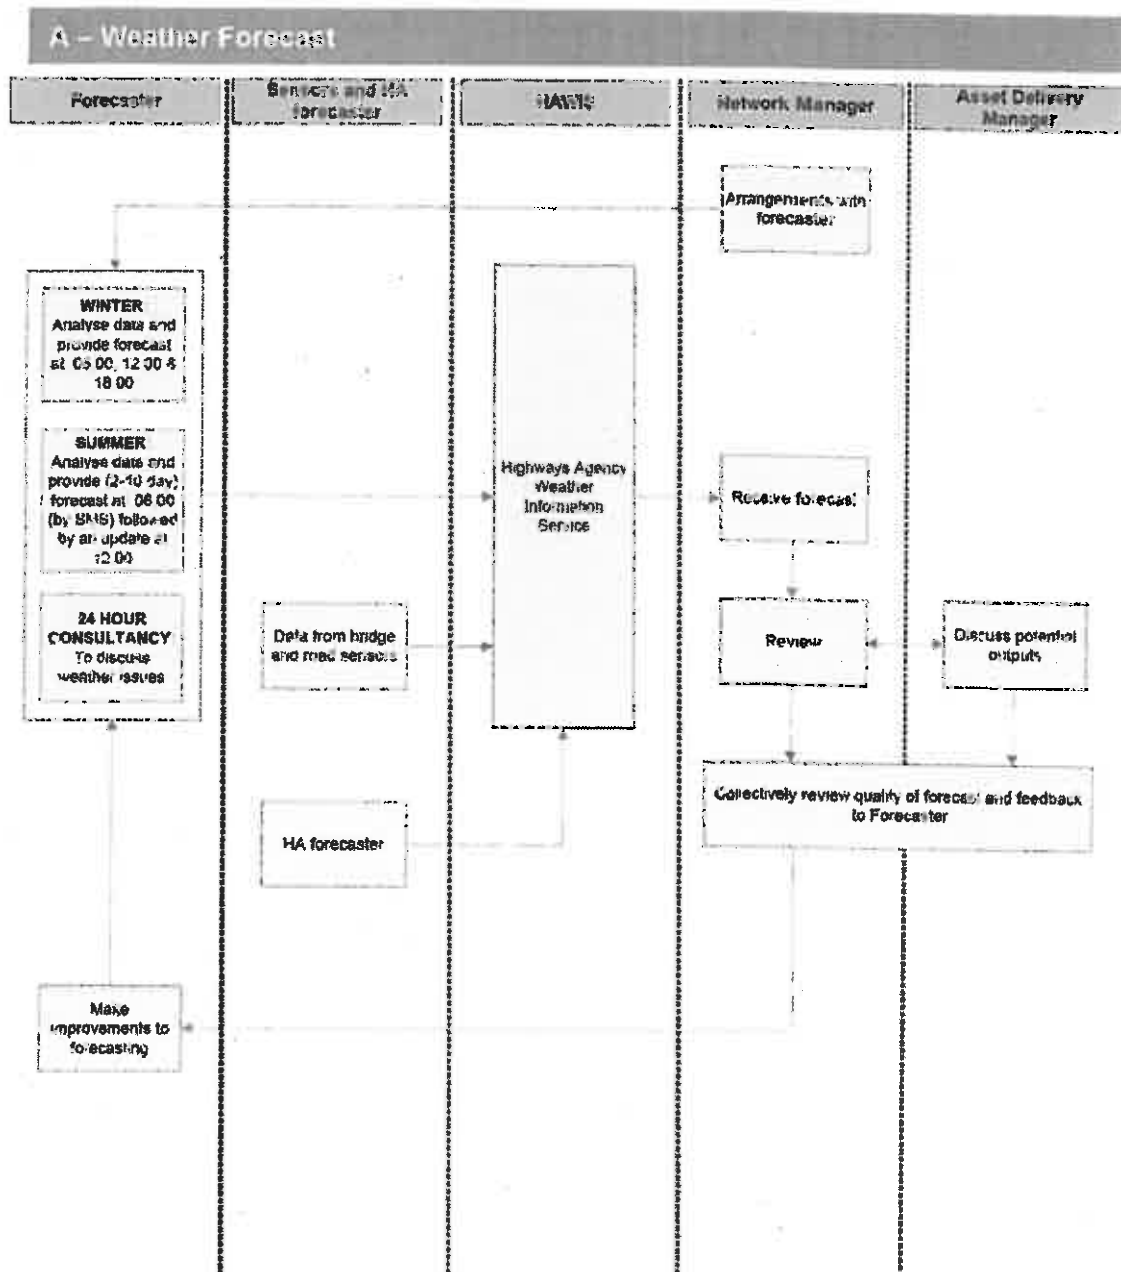 A – Weather Forecast
Forecaster
Sensors and HA
forecaster
HAWIS
Network Manager
Asset Delivery
Manager
Arrangements with
forecaster
WINTER
Analyse data and
provide forecast
at 06 00, 12 00 &
18 00
SUMMER
Analyse data and
provide (2-10 day)
forecast at 06 00
(by SMS) followed
by an update at
12 00
24 HOUR
CONSULTANCY
To discuss
weather issues
Highways Agency
Weather
Information
Service
Receive forecast
Data from bridge
and road sensors
Review
Discuss potential
outputs
Collectively review quality of forecast and feedback
to Forecaster
HA forecaster
Make
improvements to
forecasting